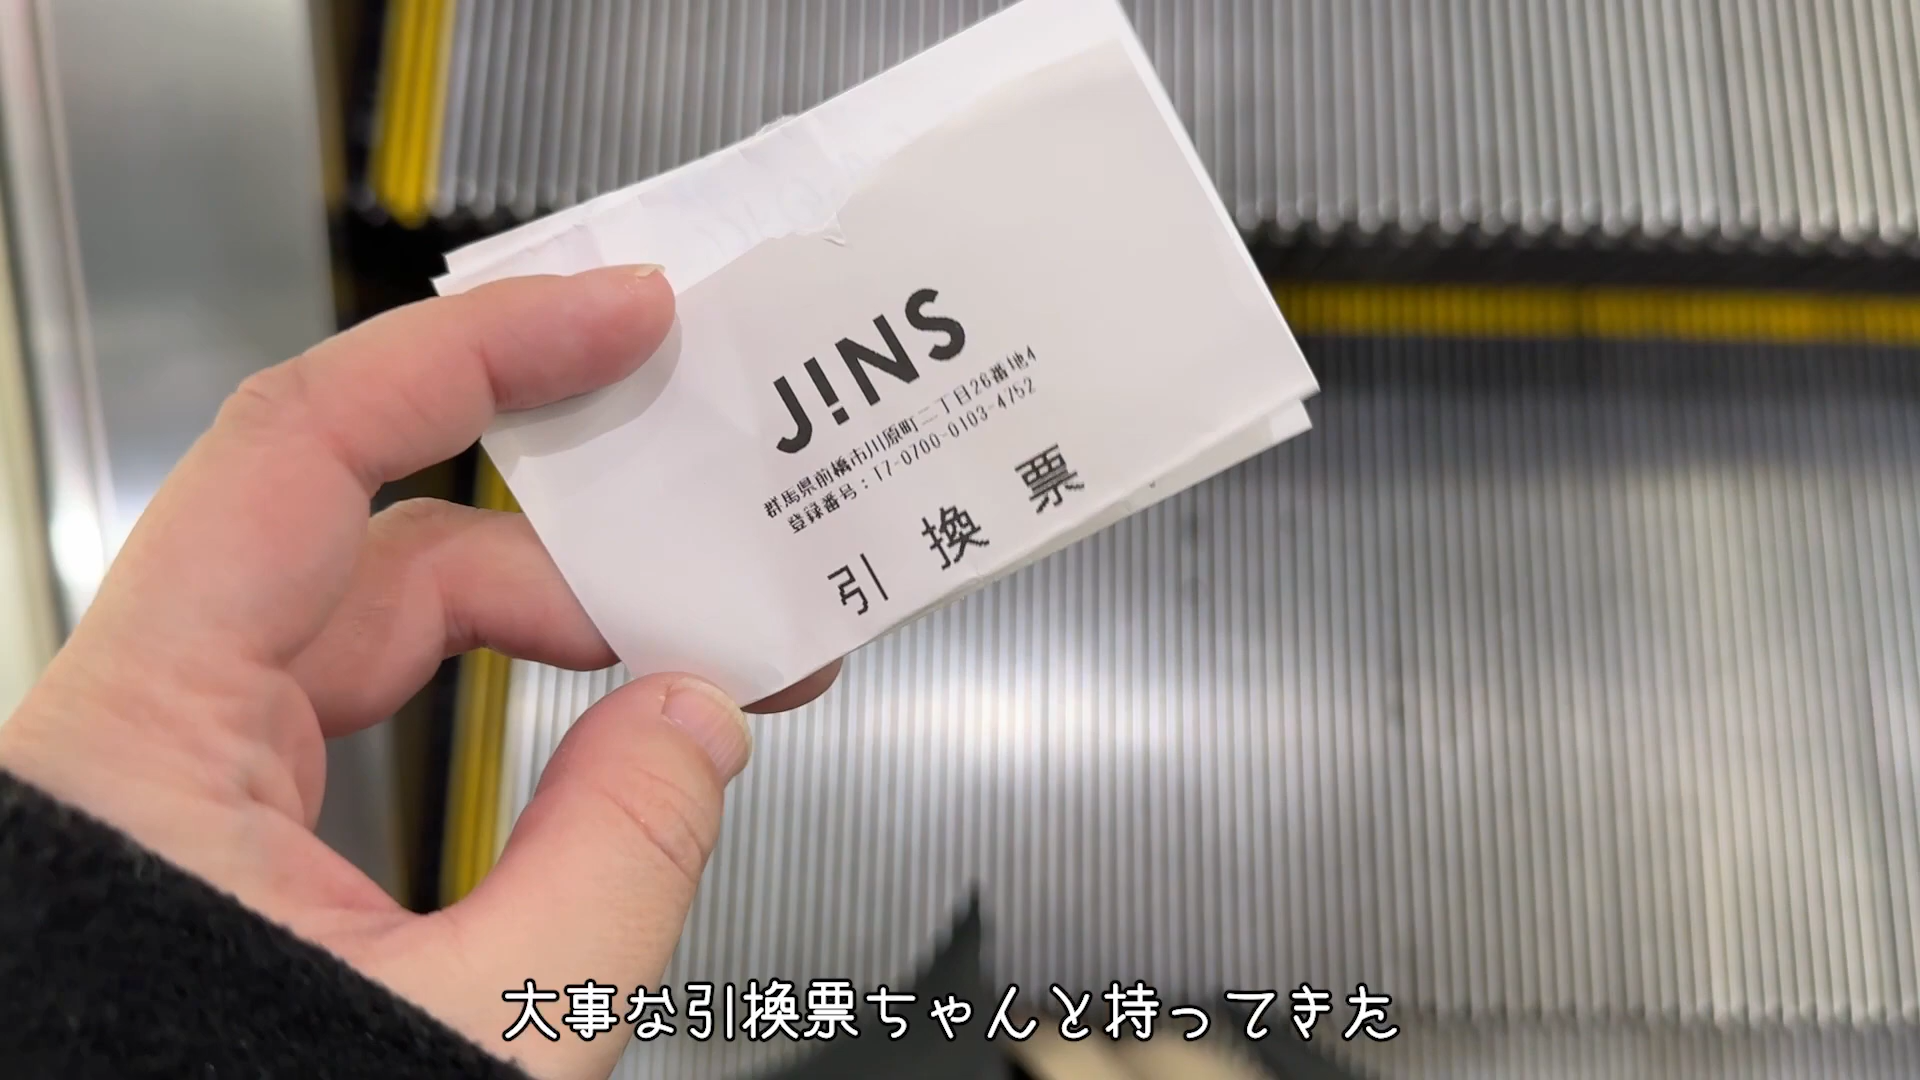 J!NS
群馬県前橋市川原町二丁目26番地4
登録番号：T7-0700-0103-4752
引換票
大事な引換票ちゃんと持ってきた